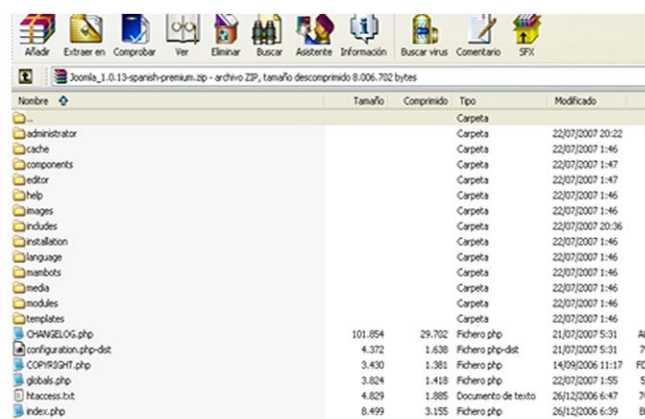 Añadir Extraer en Comprobar Ver Eliminar Buscar Asistente Información Buscar virus Comentario SFX
Joomla_1.0.13-spanish-premium.zip - archivo ZIP, tamaño descomprimido 8.006.702 bytes
Nombre Tamaño Comprimido Tipo Modificado
.. Carpeta
administrator Carpeta 22/07/2007 20:22
cache Carpeta 22/07/2007 1:46
components Carpeta 22/07/2007 1:47
editor Carpeta 22/07/2007 1:47
help Carpeta 22/07/2007 1:46
images Carpeta 22/07/2007 1:46
includes Carpeta 22/07/2007 20:36
installation Carpeta 22/07/2007 1:46
language Carpeta 22/07/2007 1:46
mambots Carpeta 22/07/2007 1:46
media Carpeta 22/07/2007 1:46
modules Carpeta 22/07/2007 1:46
templates Carpeta 22/07/2007 1:46
CHANGELOG.php 101.854 29.702 Fichero php 21/07/2007 5:31
configuration.php-dist 4.372 1.638 Fichero php-dist 21/07/2007 5:31
COPYRIGHT.php 3.430 1.381 Fichero php 14/09/2006 11:17
globals.php 3.824 1.418 Fichero php 22/07/2007 1:55
htaccess.txt 4.829 1.885 Documento de texto 26/12/2006 6:47
index.php 8.499 3.155 Fichero php 26/12/2006 6:39